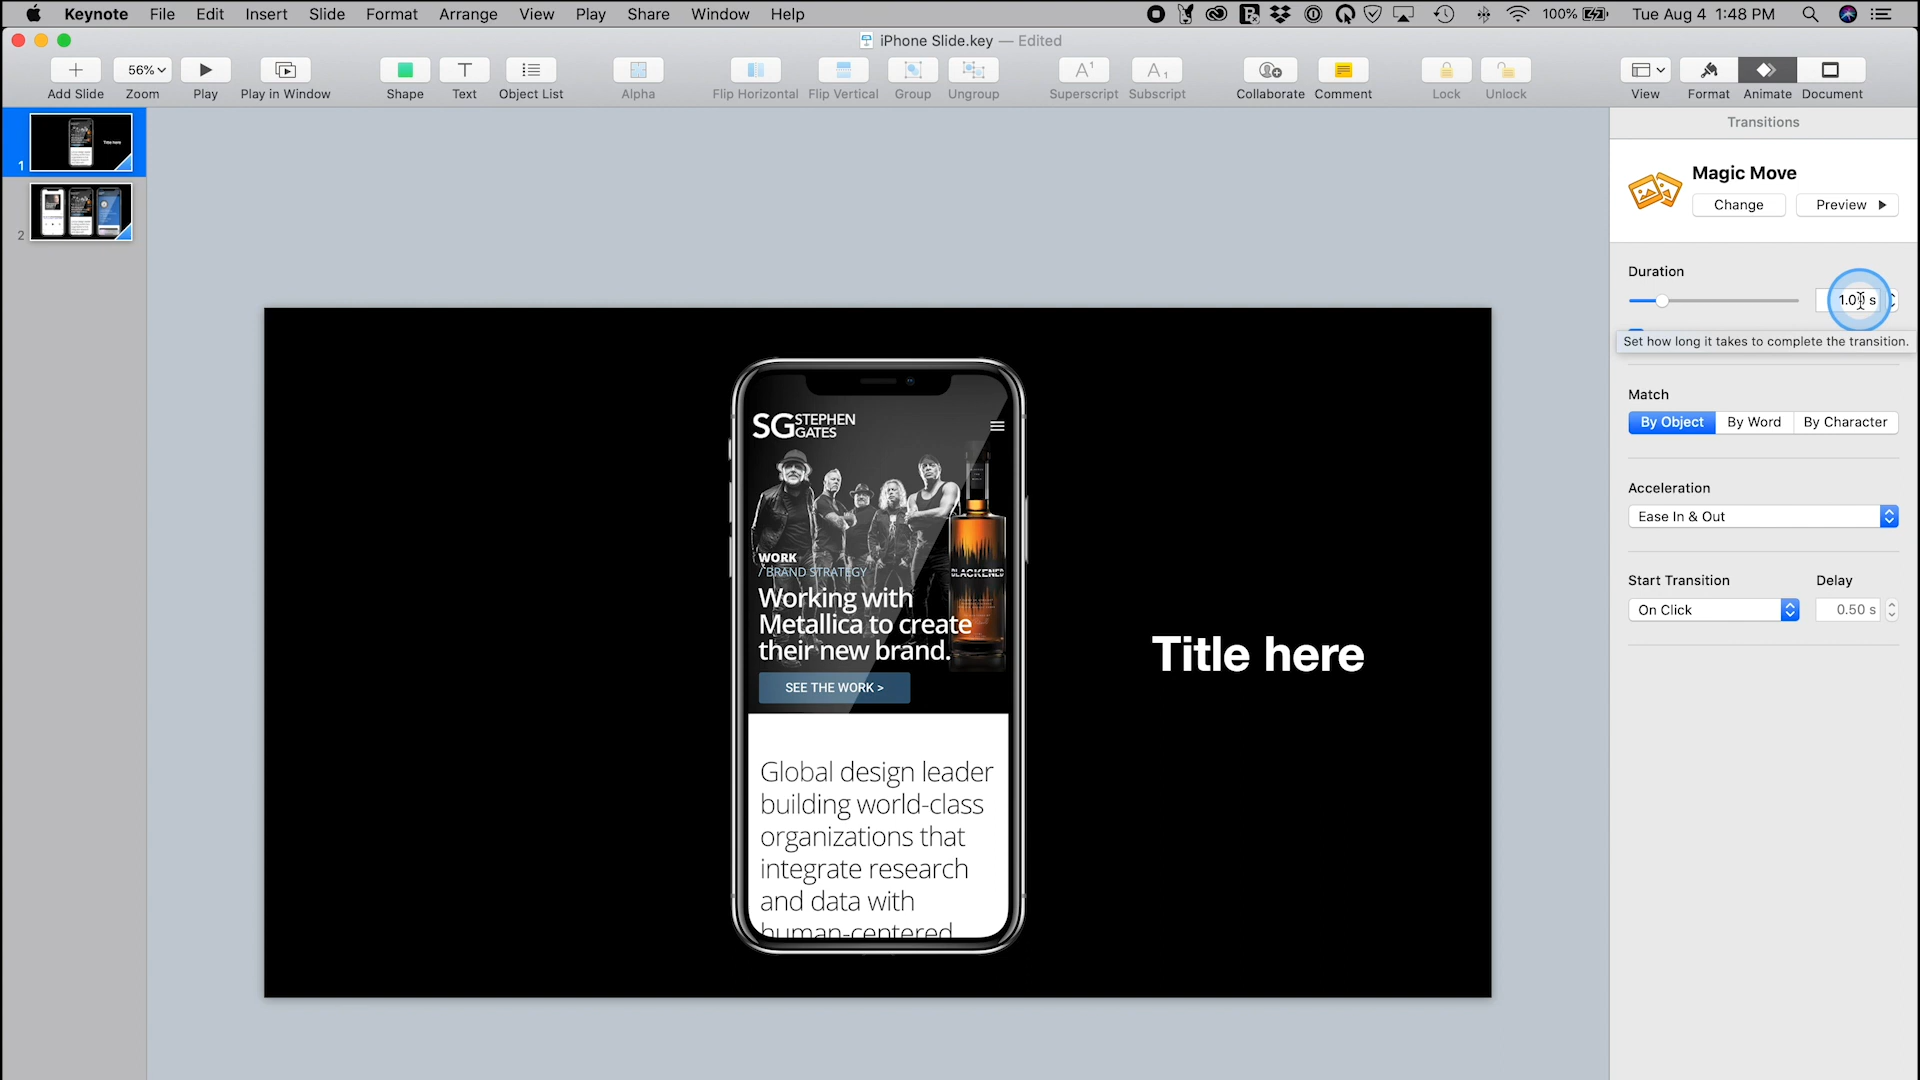 Keynote File Edit Insert Slide Format Arrange View Play Share Window Help 100% Tue Aug 4 1:48 PM
iPhone Slide.key — Edited
56%
Add Slide Zoom Play Play in Window Shape Text Object List Alpha Flip Horizontal Flip Vertical Group Ungroup Superscript Subscript Collaborate Comment Lock Unlock View Format Animate Document
Transitions
1
2
Magic Move
Change Preview
Duration
1.00 s
Set how long it takes to complete the transition.
Match
By Object By Word By Character
Acceleration
Ease In & Out
Start Transition Delay
On Click 0.50 s
SG STEPHEN
GATES
WORK
/ BRAND STRATEGY
BLACKENED
Working with
Metallica to create
their new brand.
SEE THE WORK >
Global design leader
building world-class
organizations that
integrate research
and data with
human-centered
Title here